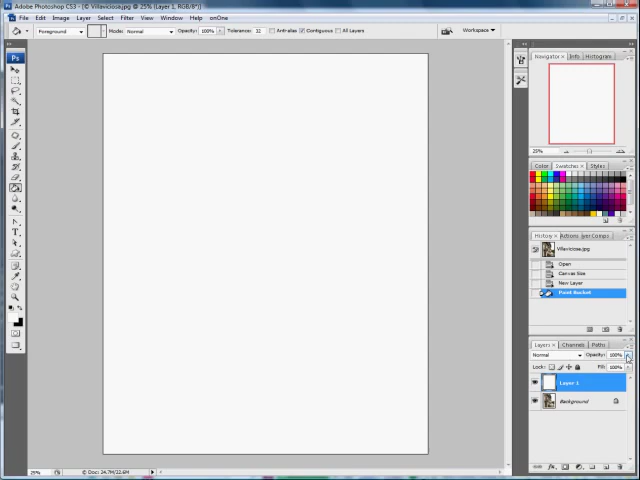 Adobe Photoshop CS3 - [© Villaviciosa.jpg @ 25% (Layer 1, RGB/8*)]
File Edit Image Layer Select Filter View Window Help onOne
Foreground Mode: Normal Opacity: 100% Tolerance: 32 Anti-alias Contiguous All Layers Workspace
Ps
Navigator × Info Histogram
25%
Color Swatches × Styles
History × Actions Layer Comps
Villaviciosa.jpg
Open
Canvas Size
New Layer
Paint Bucket
Layers × Channels Paths
Normal Opacity: 100%
Lock: Fill: 100%
Layer 1
Background
25% Doc: 24.7M/32.6M